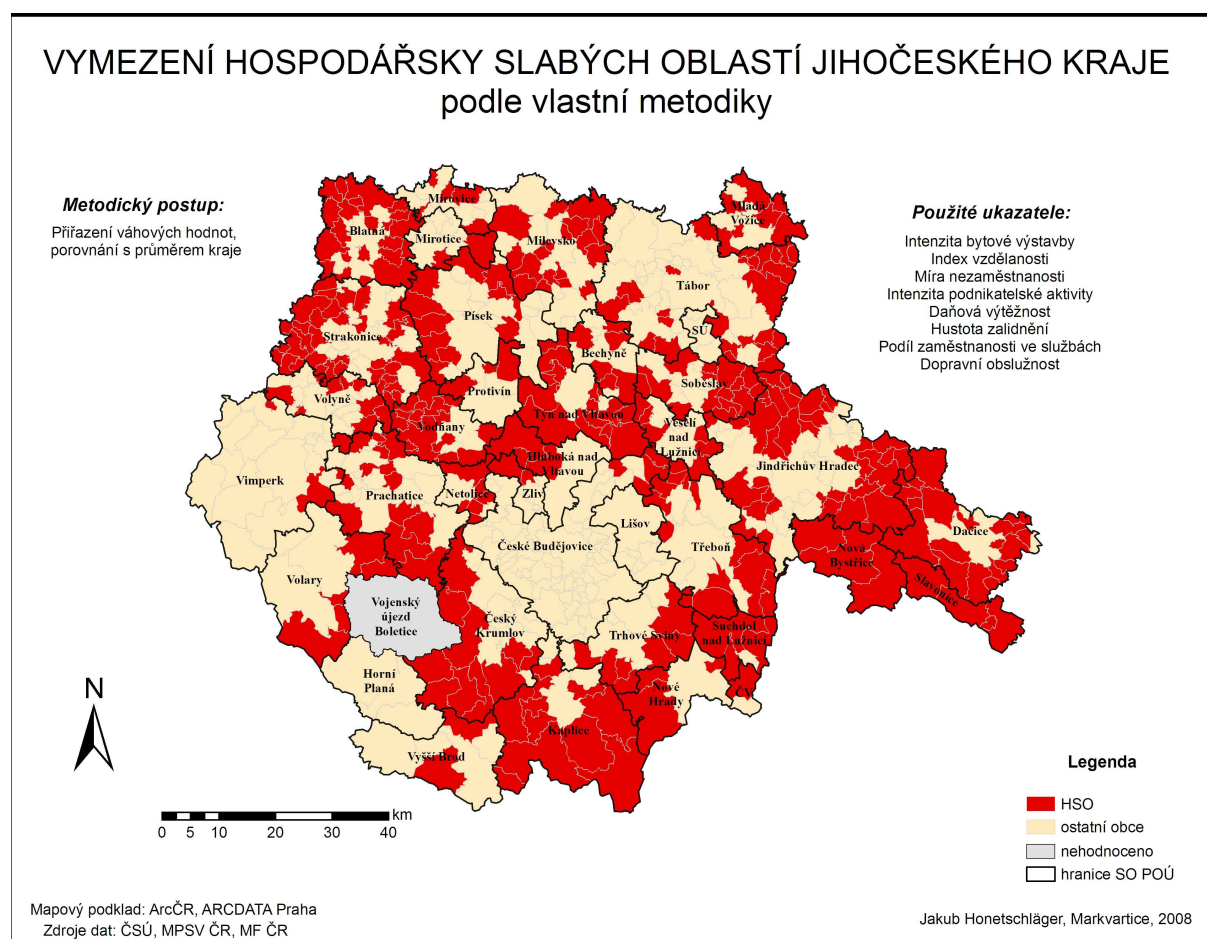 VYMEZENÍ HOSPODÁŘSKY SLABÝCH OBLASTÍ JIHOČESKÉHO KRAJE
podle vlastní metodiky
Metodický postup:
Přiřazení váhových hodnot,
porovnání s průměrem kraje
Použité ukazatele:
Intenzita bytové výstavby
Index vzdělanosti
Míra nezaměstnanosti
Intenzita podnikatelské aktivity
Daňová výtěžnost
Hustota zalidnění
Podíl zaměstnanosti ve službách
Dopravní obslužnost
Mirovice
Mladá
Vožice
Blatná
Mirotice
Milevsko
Tábor
Písek
SÚ
Strakonice
Bechyně
Soběslav
Volyně
Protivín
Týn nad Vltavou
Vodňany
Veselí
nad
Lužnicí
Hluboká nad
Vltavou
Jindřichův Hradec
Vimperk
Prachatice
Netolice
Zliv
Lišov
Dačice
České Budějovice
Třeboň
Nová
Bystřice
Volary
Slavonice
Vojenský
újezd
Boletice
Český
Krumlov
Trhové Sviny
Suchdol
nad Lužnicí
Horní
Planá
Nové
Hrady
ČV
Kaplice
Vyšší Brod
N
km
0 5 10 20 30 40
Legenda
HSO
ostatní obce
nehodnoceno
hranice SO POÚ
Mapový podklad: ArcČR, ARCDATA Praha
Zdroje dat: ČSÚ, MPSV ČR, MF ČR
Jakub Honetschläger, Markvartice, 2008